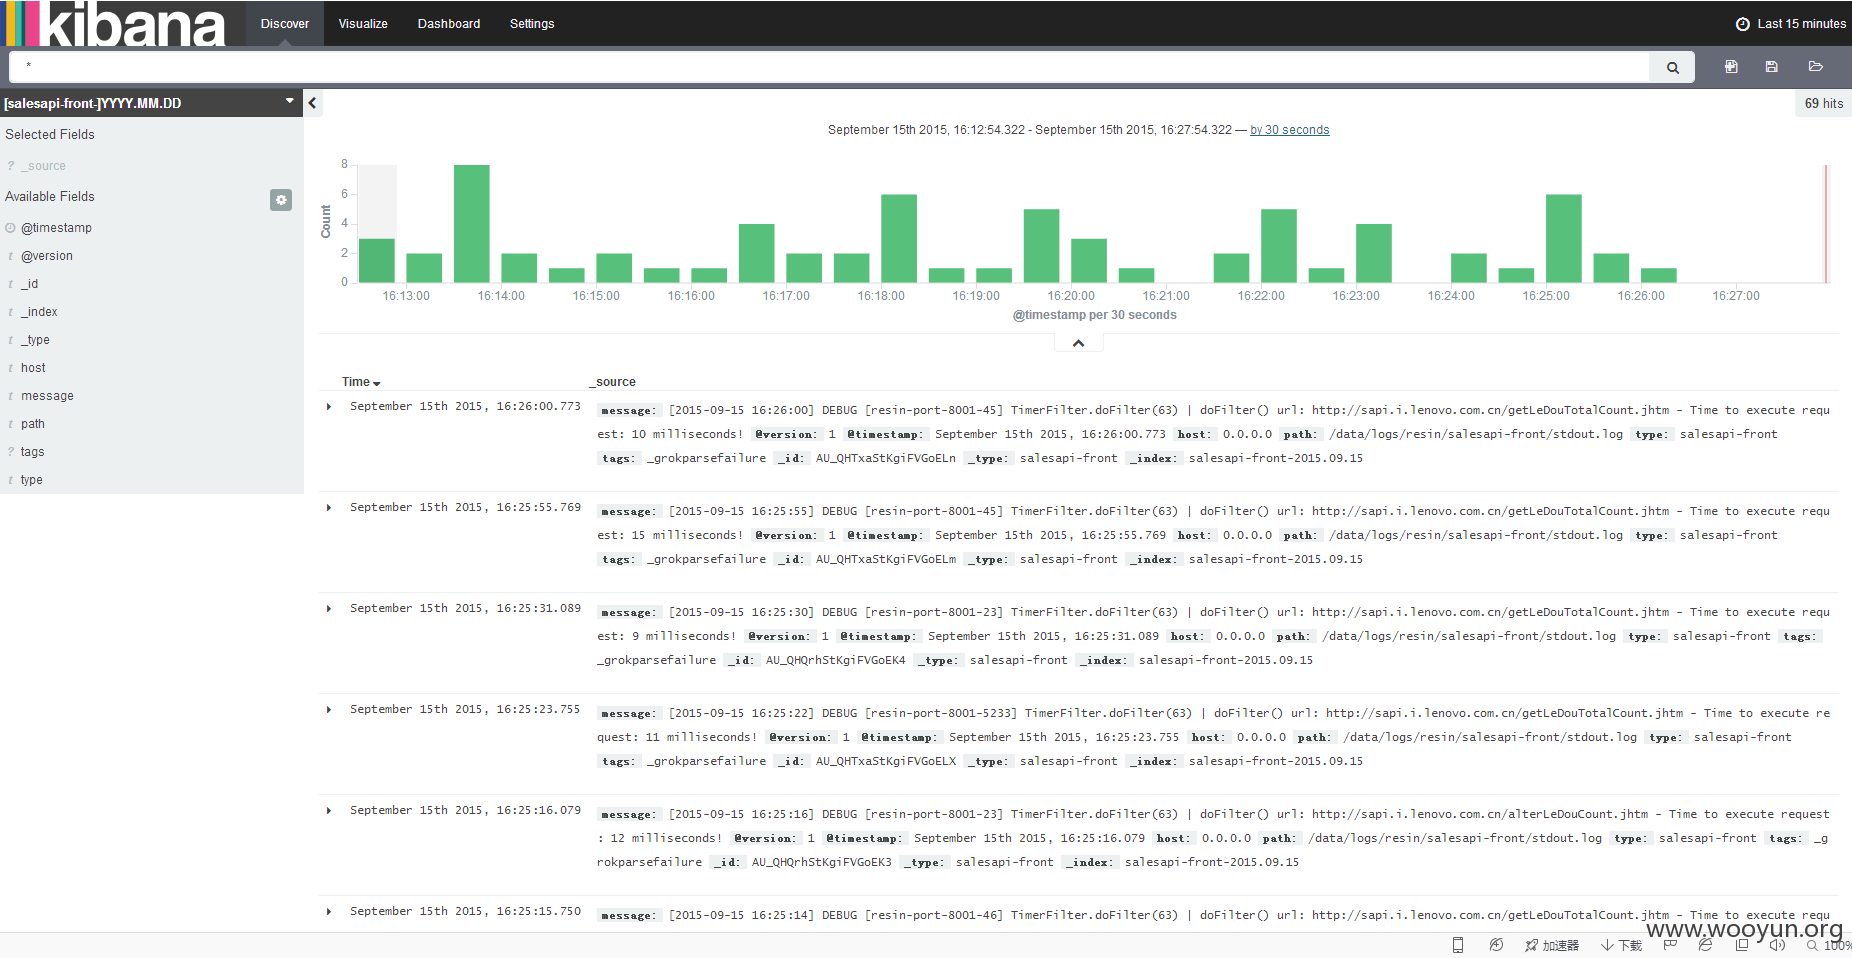 kibana Discover Visualize Dashboard Settings Last 15 minutes
*
[salesapi-front-]YYYY.MM.DD
69 hits
Selected Fields
? _source
Available Fields
@timestamp
t @version
t _id
t _index
t _type
t host
t message
t path
? tags
t type
September 15th 2015, 16:12:54.322 - September 15th 2015, 16:27:54.322 — by 30 seconds
Count
8
6
4
2
0
16:13:00 16:14:00 16:15:00 16:16:00 16:17:00 16:18:00 16:19:00 16:20:00 16:21:00 16:22:00 16:23:00 16:24:00 16:25:00 16:26:00 16:27:00
@timestamp per 30 seconds
Time _source
September 15th 2015, 16:26:00.773 message: [2015-09-15 16:26:00] DEBUG [resin-port-8001-45] TimerFilter.doFilter(63) | doFilter() url: http://sapi.i.lenovo.com.cn/getLeDouTotalCount.jhtm - Time to execute requ
est: 10 milliseconds! @version: 1 @timestamp: September 15th 2015, 16:26:00.773 host: 0.0.0.0 path: /data/logs/resin/salesapi-front/stdout.log type: salesapi-front
tags: _grokparsefailure _id: AU_QHTxaStKgiFVGoELn _type: salesapi-front _index: salesapi-front-2015.09.15
September 15th 2015, 16:25:55.769 message: [2015-09-15 16:25:55] DEBUG [resin-port-8001-45] TimerFilter.doFilter(63) | doFilter() url: http://sapi.i.lenovo.com.cn/getLeDouTotalCount.jhtm - Time to execute requ
est: 15 milliseconds! @version: 1 @timestamp: September 15th 2015, 16:25:55.769 host: 0.0.0.0 path: /data/logs/resin/salesapi-front/stdout.log type: salesapi-front
tags: _grokparsefailure _id: AU_QHTxaStKgiFVGoELm _type: salesapi-front _index: salesapi-front-2015.09.15
September 15th 2015, 16:25:31.089 message: [2015-09-15 16:25:30] DEBUG [resin-port-8001-23] TimerFilter.doFilter(63) | doFilter() url: http://sapi.i.lenovo.com.cn/getLeDouTotalCount.jhtm - Time to execute requ
est: 9 milliseconds! @version: 1 @timestamp: September 15th 2015, 16:25:31.089 host: 0.0.0.0 path: /data/logs/resin/salesapi-front/stdout.log type: salesapi-front tags:
_grokparsefailure _id: AU_QHQrhStKgiFVGoEK4 _type: salesapi-front _index: salesapi-front-2015.09.15
September 15th 2015, 16:25:23.755 message: [2015-09-15 16:25:22] DEBUG [resin-port-8001-5233] TimerFilter.doFilter(63) | doFilter() url: http://sapi.i.lenovo.com.cn/getLeDouTotalCount.jhtm - Time to execute re
quest: 11 milliseconds! @version: 1 @timestamp: September 15th 2015, 16:25:23.755 host: 0.0.0.0 path: /data/logs/resin/salesapi-front/stdout.log type: salesapi-front
tags: _grokparsefailure _id: AU_QHTxaStKgiFVGoELX _type: salesapi-front _index: salesapi-front-2015.09.15
September 15th 2015, 16:25:16.079 message: [2015-09-15 16:25:16] DEBUG [resin-port-8001-23] TimerFilter.doFilter(63) | doFilter() url: http://sapi.i.lenovo.com.cn/alterLeDouCount.jhtm - Time to execute request
: 12 milliseconds! @version: 1 @timestamp: September 15th 2015, 16:25:16.079 host: 0.0.0.0 path: /data/logs/resin/salesapi-front/stdout.log type: salesapi-front tags: _g
rokparsefailure _id: AU_QHQrhStKgiFVGoEK3 _type: salesapi-front _index: salesapi-front-2015.09.15
September 15th 2015, 16:25:15.750 message: [2015-09-15 16:25:14] DEBUG [resin-port-8001-46] TimerFilter.doFilter(63) | doFilter() url: http://sapi.i.lenovo.com.cn/getLeDouTotalCount.jhtm - Time to execute requ
www.wooyun.org
加速器 下载 100%